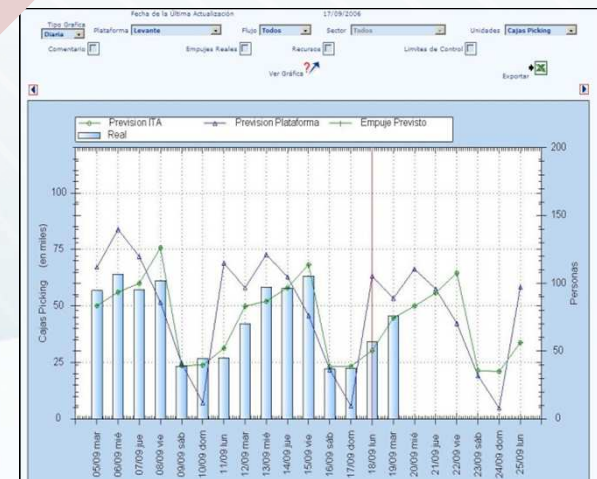 Fecha de la Última Actualización 17/09/2006
Tipo Grafica Diaria Plataforma Levante Flujo Todos Sector Todos Unidades Cajas Picking
Comentario Empujes Reales Recursos Limites de Control
Ver Gráfica Exportar
Prevision ITA Prevision Plataforma Empuje Previsto
Real
Cajas Picking (en miles)
100
75
50
25
0
200
150
100
50
0
Personas
05/09 mar
06/09 mié
07/09 jue
08/09 vie
09/09 sáb
10/09 dom
11/09 lun
12/09 mar
13/09 mié
14/09 jue
15/09 vie
16/09 sáb
17/09 dom
18/09 lun
19/09 mar
20/09 mié
21/09 jue
22/09 vie
23/09 sáb
24/09 dom
25/09 lun